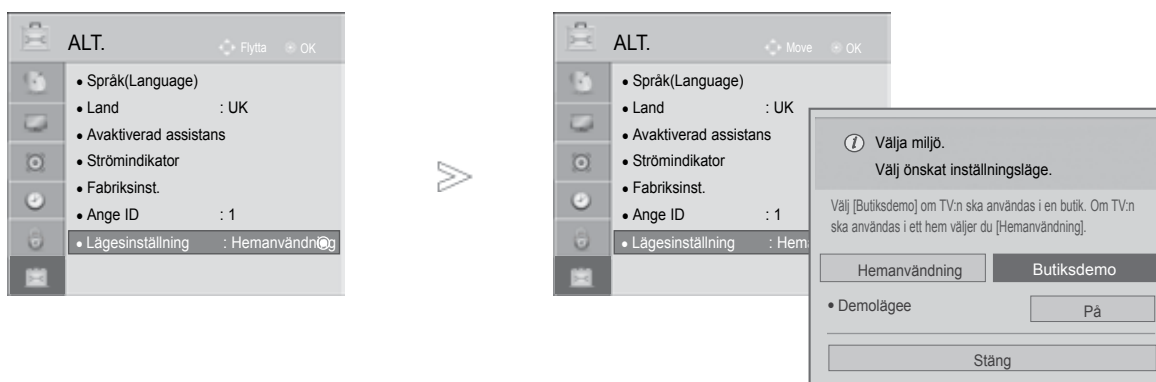 ALT. Flytta OK
• Språk(Language)
• Land : UK
• Avaktiverad assistans
• Strömindikator
• Fabriksinst.
• Ange ID : 1
• Lägesinställning : Hemanvändning
ALT. Move OK
• Språk(Language)
• Land : UK
• Avaktiverad assistans
• Strömindikator
• Fabriksinst.
• Ange ID : 1
• Lägesinställning : Hem
i Välja miljö.
Välj önskat inställningsläge.
Välj [Butiksdemo] om TV:n ska användas i en butik. Om TV:n
ska användas i ett hem väljer du [Hemanvändning].
Hemanvändning Butiksdemo
• Demolägee På
Stäng